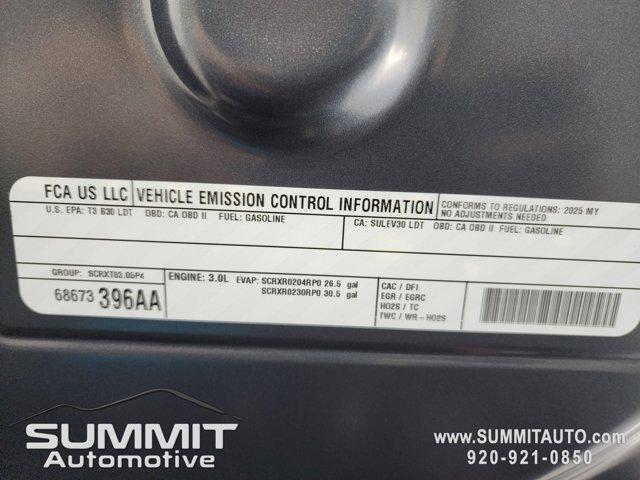 FCA US LLC
VEHICLE EMISSION CONTROL INFORMATION
CONFORMS TO REGULATIONS: 2025 MY
NO ADJUSTMENTS NEEDED
U.S. EPA: T3 B30 LDT OBD: CA OBD II FUEL: GASOLINE
CA: SULEV30 LDT OBD: CA OBD II FUEL: GASOLINE
GROUP: SCRXT03.05P4
68673 396AA
ENGINE: 3.0L EVAP: SCRXR0204RP0 26.5 gal
SCRXR0230RP0 30.5 gal
CAC / DFI
EGR / EGRC
HO2S / TC
TWC / WR-HO2S
SUMMIT
Automotive
www.SUMMITAUTO.com
920-921-0850